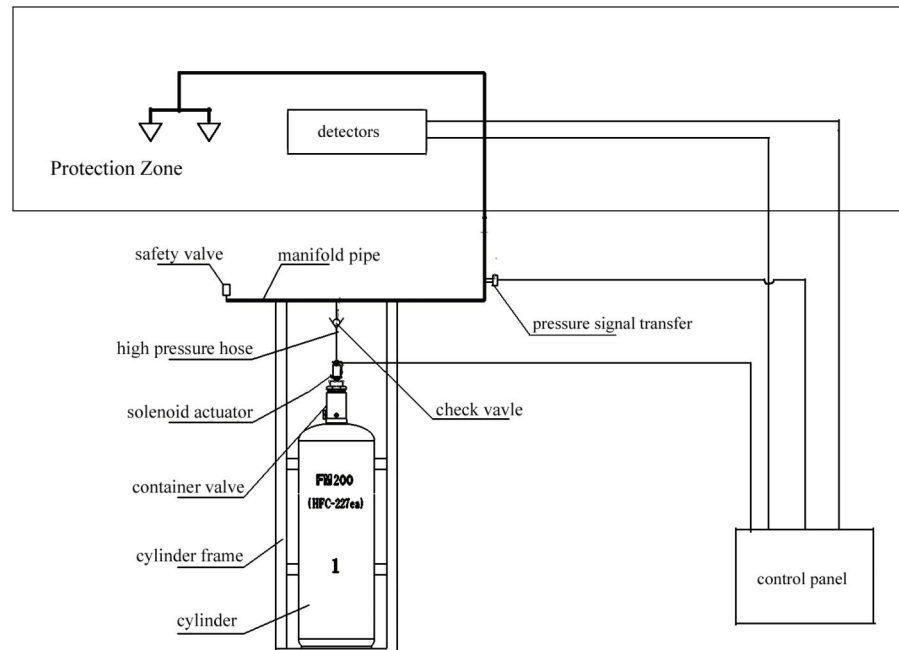 detectors
Protection Zone
safety valve
manifold pipe
pressure signal transfer
high pressure hose
solenoid actuator
check vavle
container valve
FM200
(HFC-227ea)
cylinder frame
1
control panel
cylinder